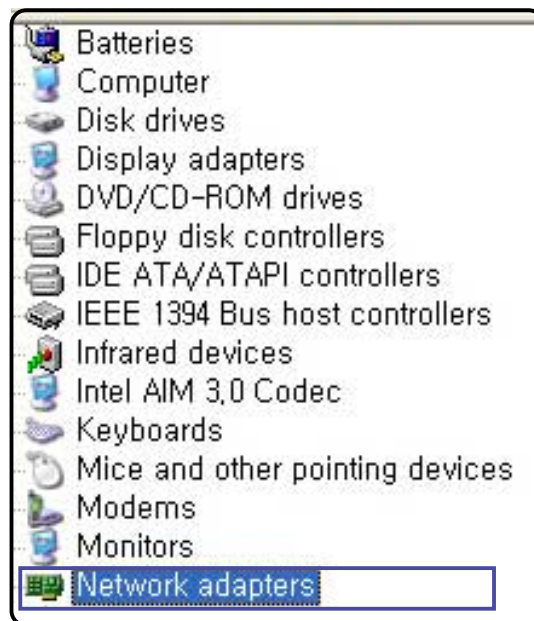 Batteries
Computer
Disk drives
Display adapters
DVD/CD-ROM drives
Floppy disk controllers
IDE ATA/ATAPI controllers
IEEE 1394 Bus host controllers
Infrared devices
Intel AIM 3,0 Codec
Keyboards
Mice and other pointing devices
Modems
Monitors
Network adapters